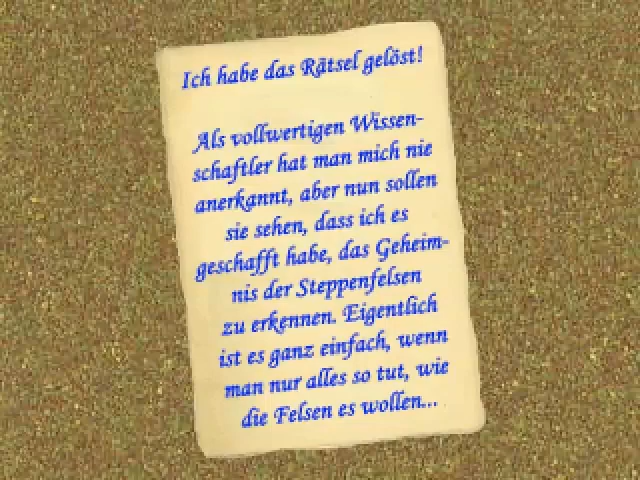 Ich habe das Rätsel gelöst!
Als vollwertigen Wissen-
schaftler hat man mich nie
anerkannt, aber nun sollen
sie sehen, dass ich es
geschafft habe, das Geheim-
nis der Steppenfelsen
zu erkennen. Eigentlich
ist es ganz einfach, wenn
man nur alles so tut, wie
die Felsen es wollen...